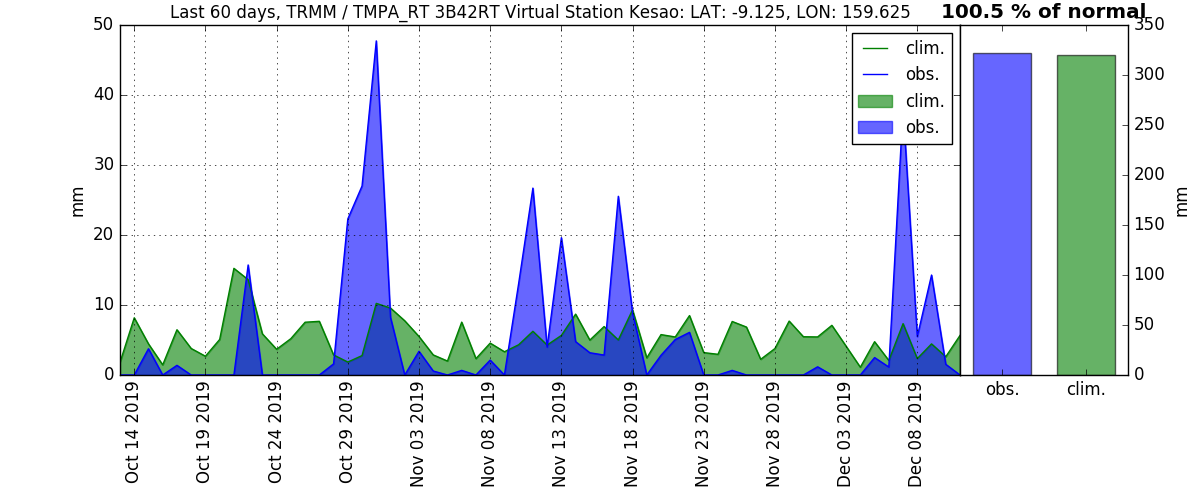 Last 60 days, TRMM / TMPA_RT 3B42RT Virtual Station Kesao: LAT: -9.125, LON: 159.625
100.5 % of normal
50
40
30
20
10
0
mm
clim.
obs.
clim.
obs.
350
300
250
200
150
100
50
0
mm
obs.
clim.
Oct 14 2019
Oct 19 2019
Oct 24 2019
Oct 29 2019
Nov 03 2019
Nov 08 2019
Nov 13 2019
Nov 18 2019
Nov 23 2019
Nov 28 2019
Dec 03 2019
Dec 08 2019